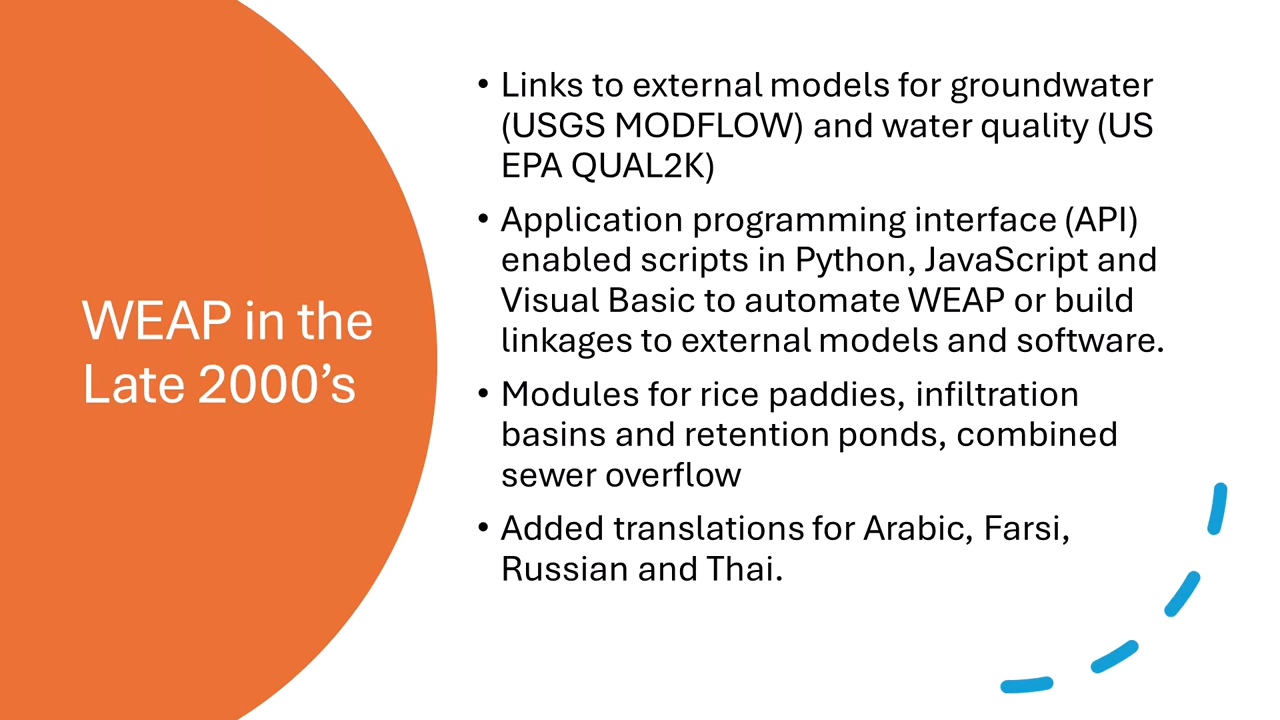 WEAP in the
Late 2000’s
• Links to external models for groundwater
(USGS MODFLOW) and water quality (US
EPA QUAL2K)
• Application programming interface (API)
enabled scripts in Python, JavaScript and
Visual Basic to automate WEAP or build
linkages to external models and software.
• Modules for rice paddies, infiltration
basins and retention ponds, combined
sewer overflow
• Added translations for Arabic, Farsi,
Russian and Thai.